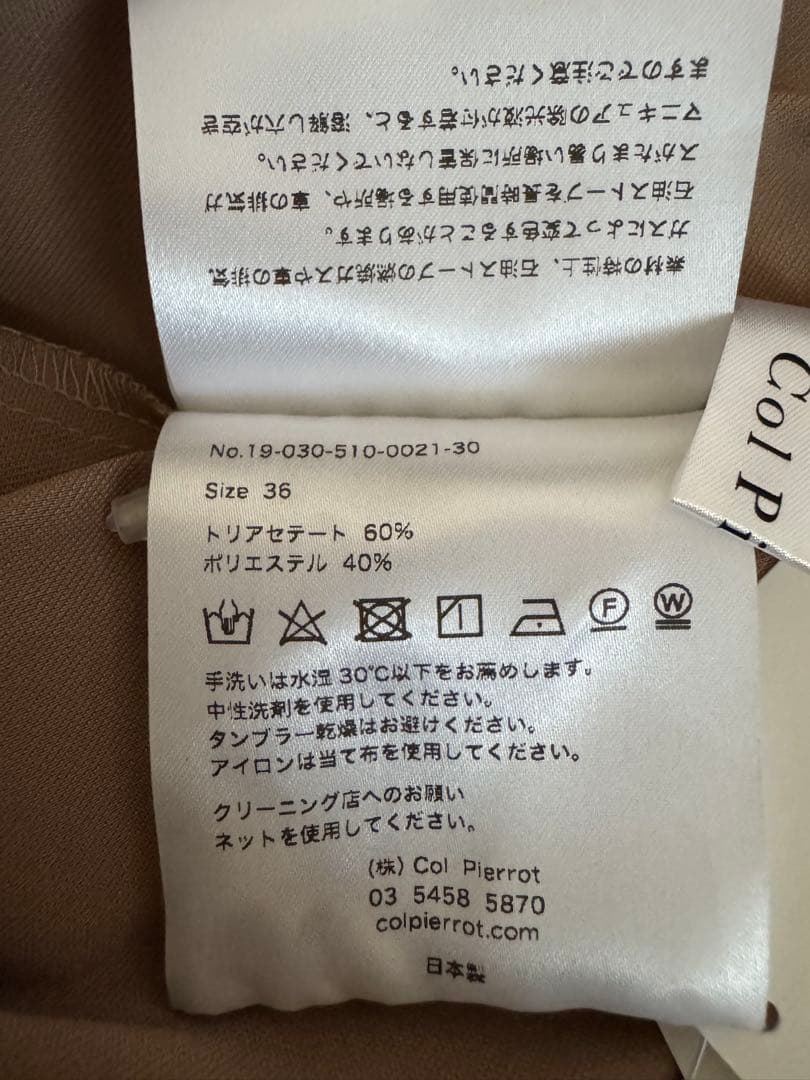 素材の特性上、石油ストーブの燃焼ガスや車の排気
ガスによって変色することがあります。
石油ストーブを長時間使用する場所や、車の排気ガ
スがたまり易い場所に保管しないでください。
マニキュアの除光液が付着すると、溶解し穴が空き
ますのでご注意ください。
Col Pi
No.19-030-510-0021-30
Size 36
トリアセテート 60%
ポリエステル 40%
F
W
手洗いは水温30℃以下をお薦めします。
中性洗剤を使用してください。
タンブラー乾燥はお避けください。
アイロンは当て布を使用してください。
クリーニング店へのお願い
ネットを使用してください。
(株) Col Pierrot
03 5458 5870
colpierrot.com
日本製